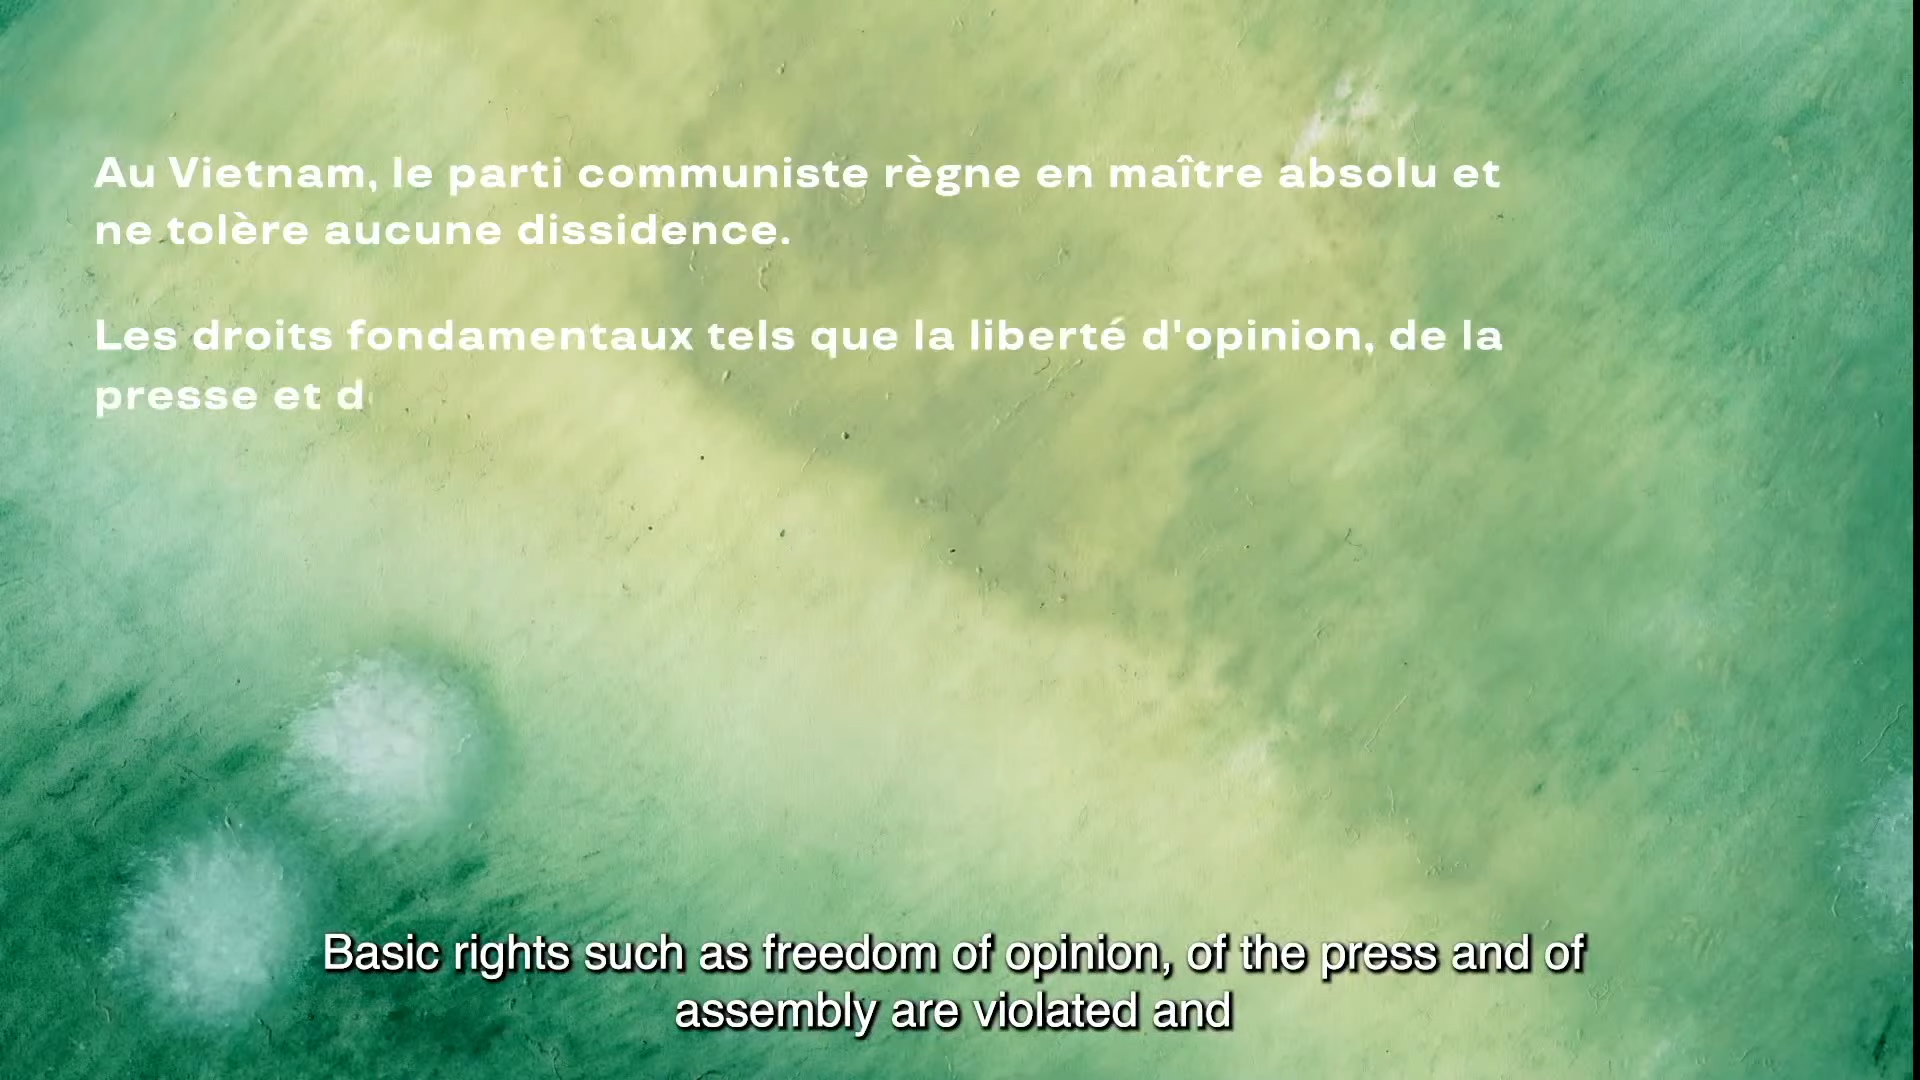 Au Vietnam, le parti communiste règne en maître absolu et
ne tolère aucune dissidence.
Les droits fondamentaux tels que la liberté d'opinion, de la
presse et d
Basic rights such as freedom of opinion, of the press and of
assembly are violated and